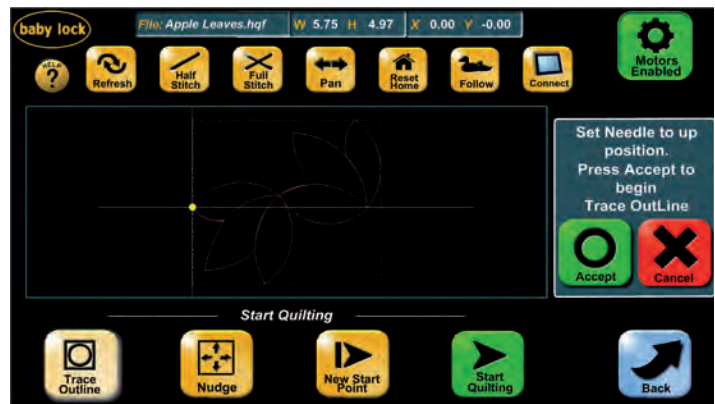 baby lock
File: Apple Leaves.hqf W 5.75 H 4.97 X 0.00 Y -0.00
Motors
Enabled
HELP
?
Refresh
Half
Stitch
Full
Stitch
Pan
Reset
Home
Follow
Connect
Set Needle to up
position.
Press Accept to
begin
Trace OutLine
Accept
Cancel
Start Quilting
Trace
Outline
Nudge
New Start
Point
Start
Quilting
Back